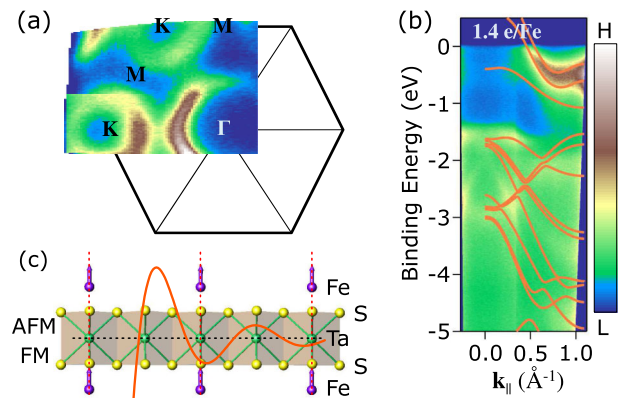 (a)
K
M
M
K
Γ
(b)
1.4 e/Fe
0
-1
-2
-3
-4
-5
Binding Energy (eV)
0.0 0.5 1.0
k∥ (Å⁻¹)
H
L
(c)
Fe
S
AFM
Ta
FM
S
Fe